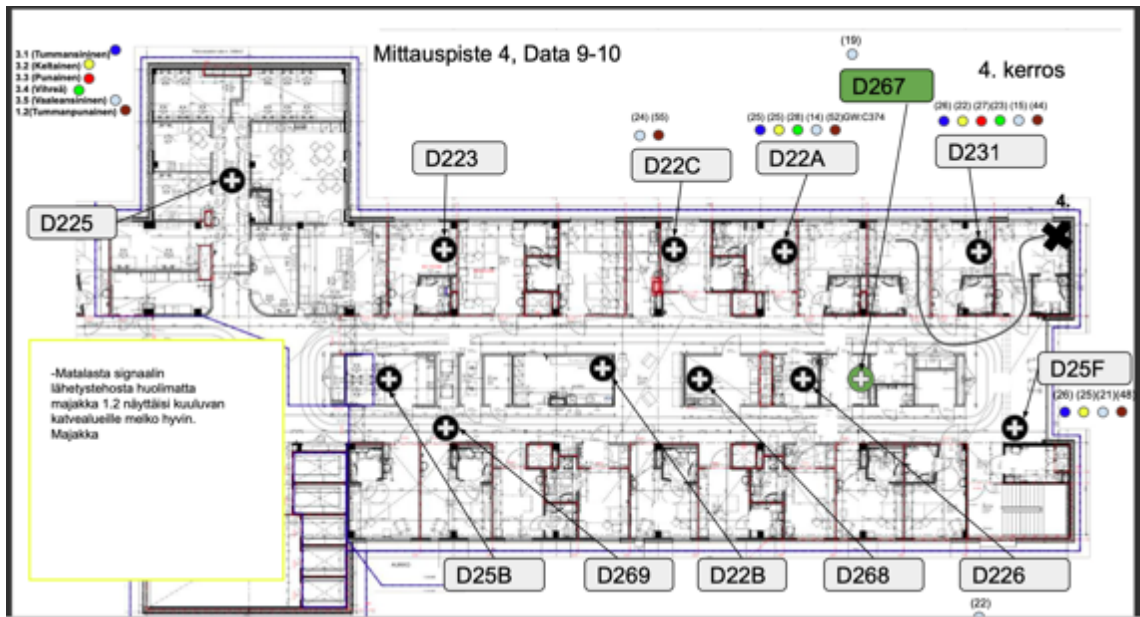 3.1 (Tummansininen)
3.2 (Keltainen)
3.3 (Punainen)
3.4 (Vihreä)
3.5 (Vaaleansininen)
1.2(Tummanpunainen)
Mittauspiste 4, Data 9-10
(19)
4. kerros
D267
(24) (55)
(25) (25) (28) (14) (52)GW:C374
(26) (22) (27)(23) (15) (44)
D223
D22C
D22A
D231
D225
4.
-Matalasta signaalin
lähetystehosta huolimatta
majakka 1.2 näyttäisi kuuluvan
katvealueille melko hyvin.
Majakka
D25F
(26) (25)(21)(48)
D25B
D269
D22B
D268
D226
(22)